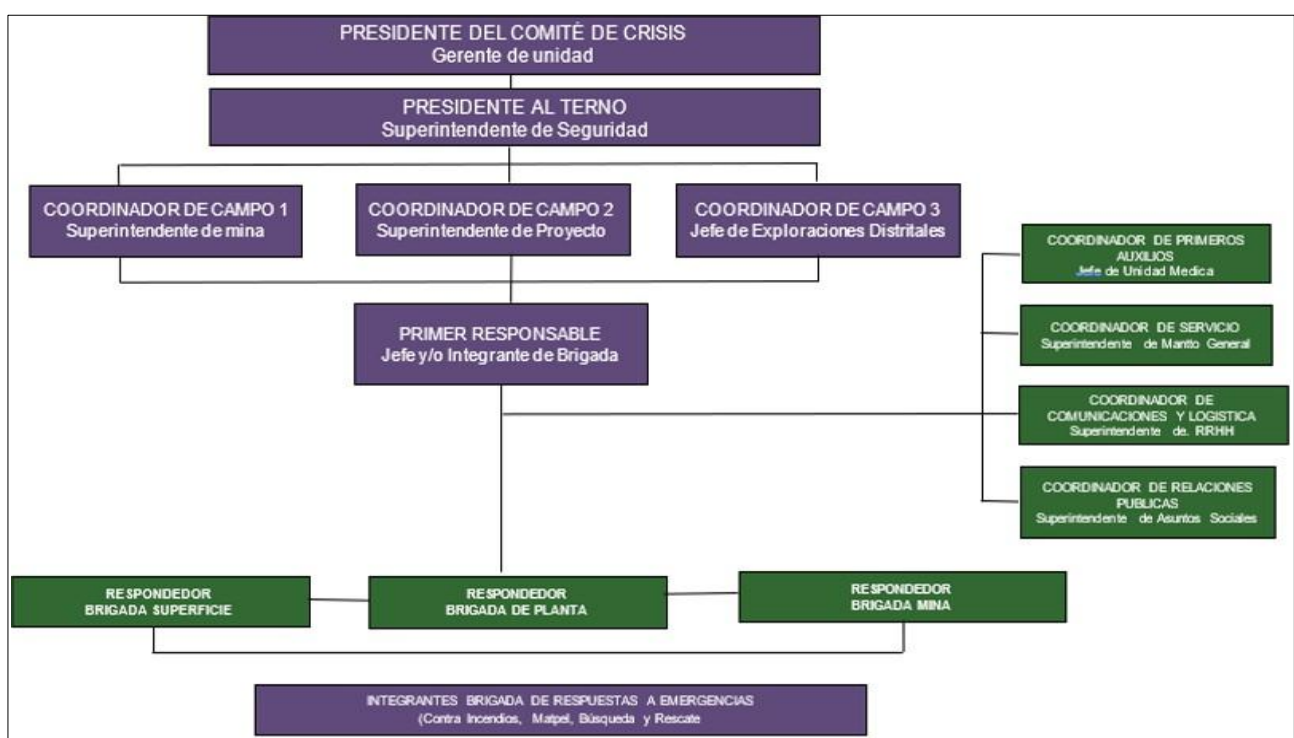 PRESIDENTE DEL COMITÉ DE CRISIS
Gerente de unidad
PRESIDENTE AL TERNO
Superintendente de Seguridad
COORDINADOR DE CAMPO 1
Superintendente de mina
COORDINADOR DE CAMPO 2
Superintendente de Proyecto
COORDINADOR DE CAMPO 3
Jefe de Exploraciones Distritales
COORDINADOR DE PRIMEROS
AUXILIOS
Jefe de Unidad Medica
COORDINADOR DE SERVICIO
Superintendente de Mantto General
PRIMER RESPONSABLE
Jefe y/o Integrante de Brigada
COORDINADOR DE
COMUNICACIONES Y LOGISTICA
Superintendente de. RRHH
COORDINADOR DE RELACIONES
PUBLICAS
Superintendente de Asuntos Sociales
RESPONDEDOR
BRIGADA SUPERFICIE
RESPONDEDOR
BRIGADA DE PLANTA
RESPONDEDOR
BRIGADA MINA
INTEGRANTES BRIGADA DE RESPUESTAS A EMERGENCIAS
(Contra Incendios, Matpel, Búsqueda y Rescate